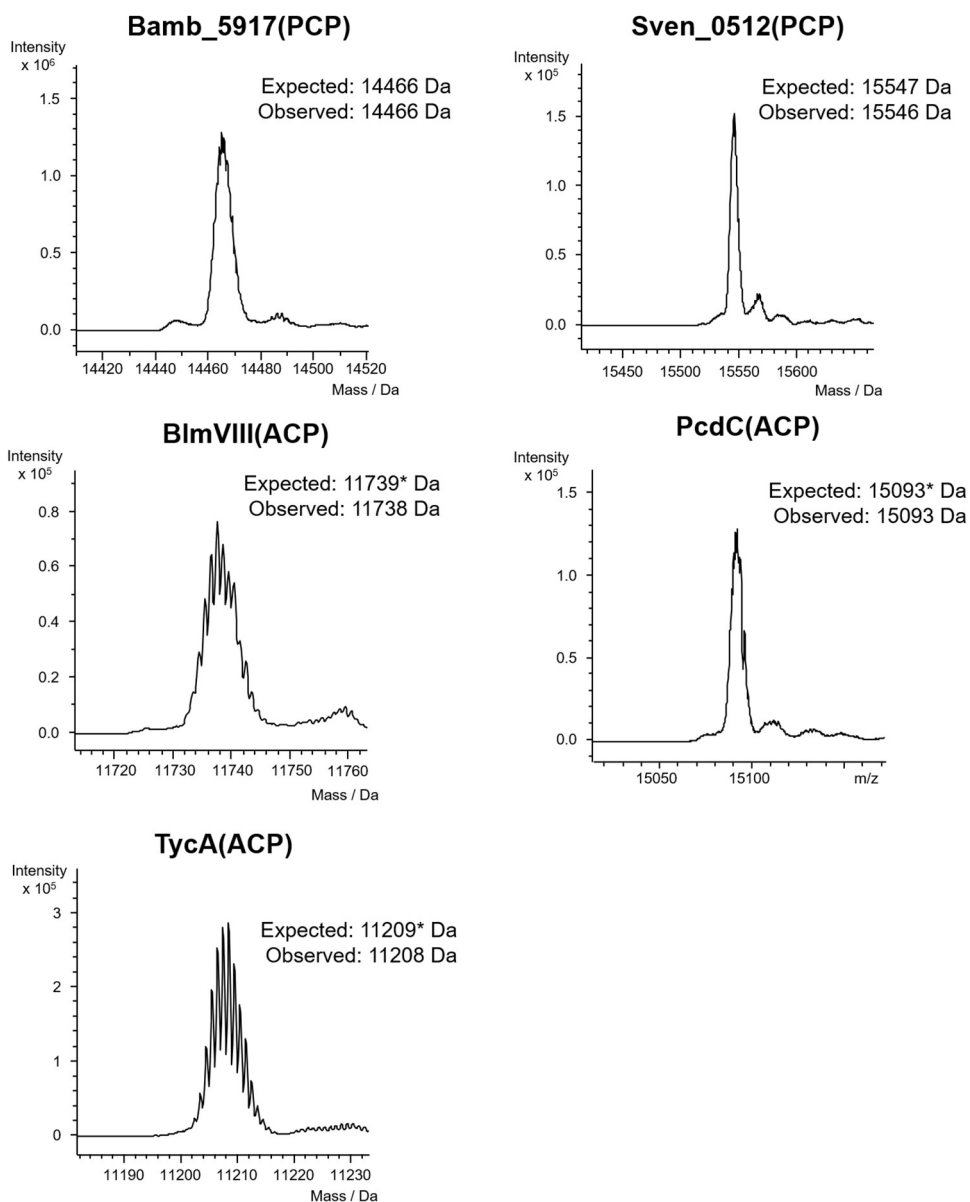 Bamb_5917(PCP)
Intensity
x 10⁶
Expected: 14466 Da
Observed: 14466 Da
1.5
1.0
0.5
0.0
14420 14440 14460 14480 14500 14520
Mass / Da
Sven_0512(PCP)
Intensity
x 10⁵
Expected: 15547 Da
Observed: 15546 Da
1.5
1.0
0.5
0.0
15450 15500 15550 15600
Mass / Da
BlmVIII(ACP)
Intensity
x 10⁵
Expected: 11739* Da
Observed: 11738 Da
0.8
0.6
0.4
0.2
0.0
11720 11730 11740 11750 11760
Mass / Da
PcdC(ACP)
Intensity
x 10⁵
Expected: 15093* Da
Observed: 15093 Da
1.5
1.0
0.5
0.0
15050 15100 m/z
TycA(ACP)
Intensity
x 10⁵
Expected: 11209* Da
Observed: 11208 Da
3
2
1
0
11190 11200 11210 11220 11230
Mass / Da